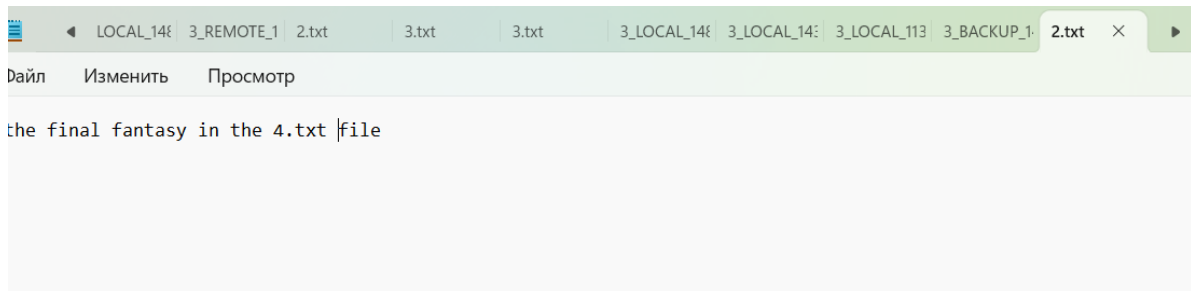 LOCAL_148 3_REMOTE_1 2.txt 3.txt 3.txt 3_LOCAL_148 3_LOCAL_143 3_LOCAL_113 3_BACKUP_1 2.txt
Файл Изменить Просмотр
the final fantasy in the 4.txt file